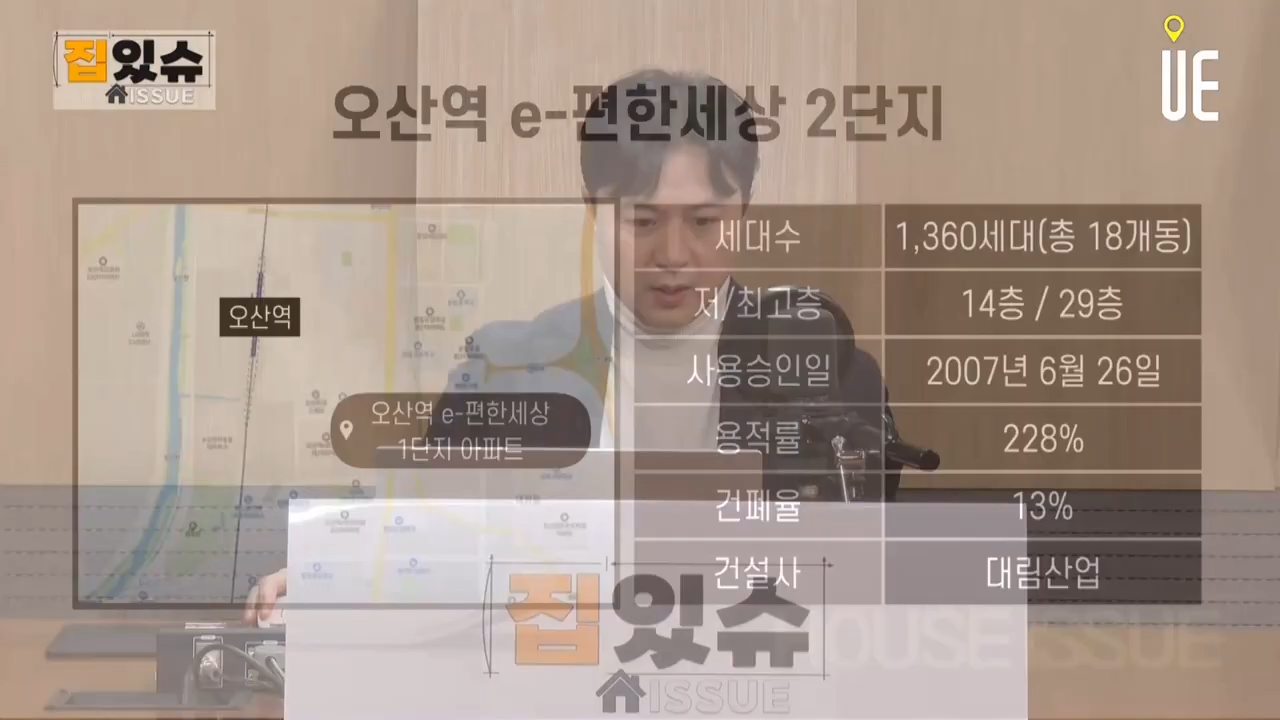 집있슈
ISSUE
UE
오산역 e-편한세상 2단지
오산역
오산역 e-편한세상
1단지 아파트
세대수 1,360세대(총 18개동)
저/최고층 14층 / 29층
사용승인일 2007년 6월 26일
용적률 228%
건폐율 13%
건설사 대림산업
집있슈
ISSUE
HOUSE ISSUE